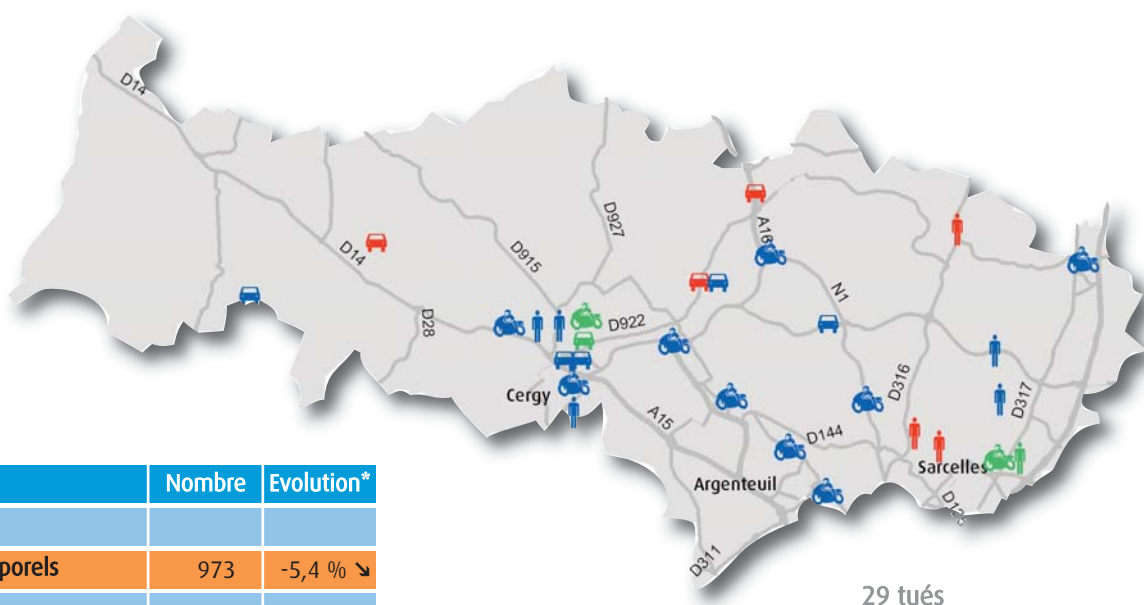 D14
D927
A16
D14
D915
N1
D28
D922
D316
D317
Cergy
A15
D144
Sarcelles
Argenteuil
D311
Nombre Evolution*
porels 973 -5,4 % ↘
29 tués